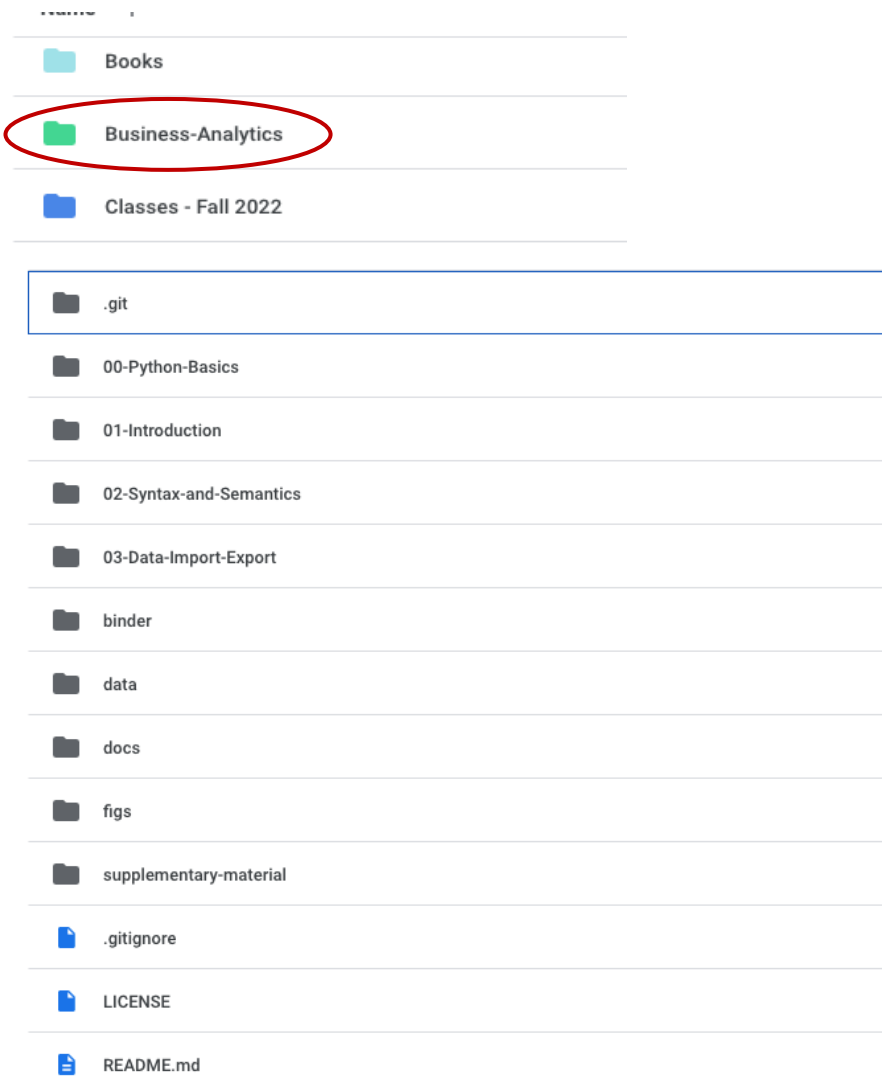 Name
Books
Business-Analytics
Classes - Fall 2022
.git
00-Python-Basics
01-Introduction
02-Syntax-and-Semantics
03-Data-Import-Export
binder
data
docs
figs
supplementary-material
.gitignore
LICENSE
README.md